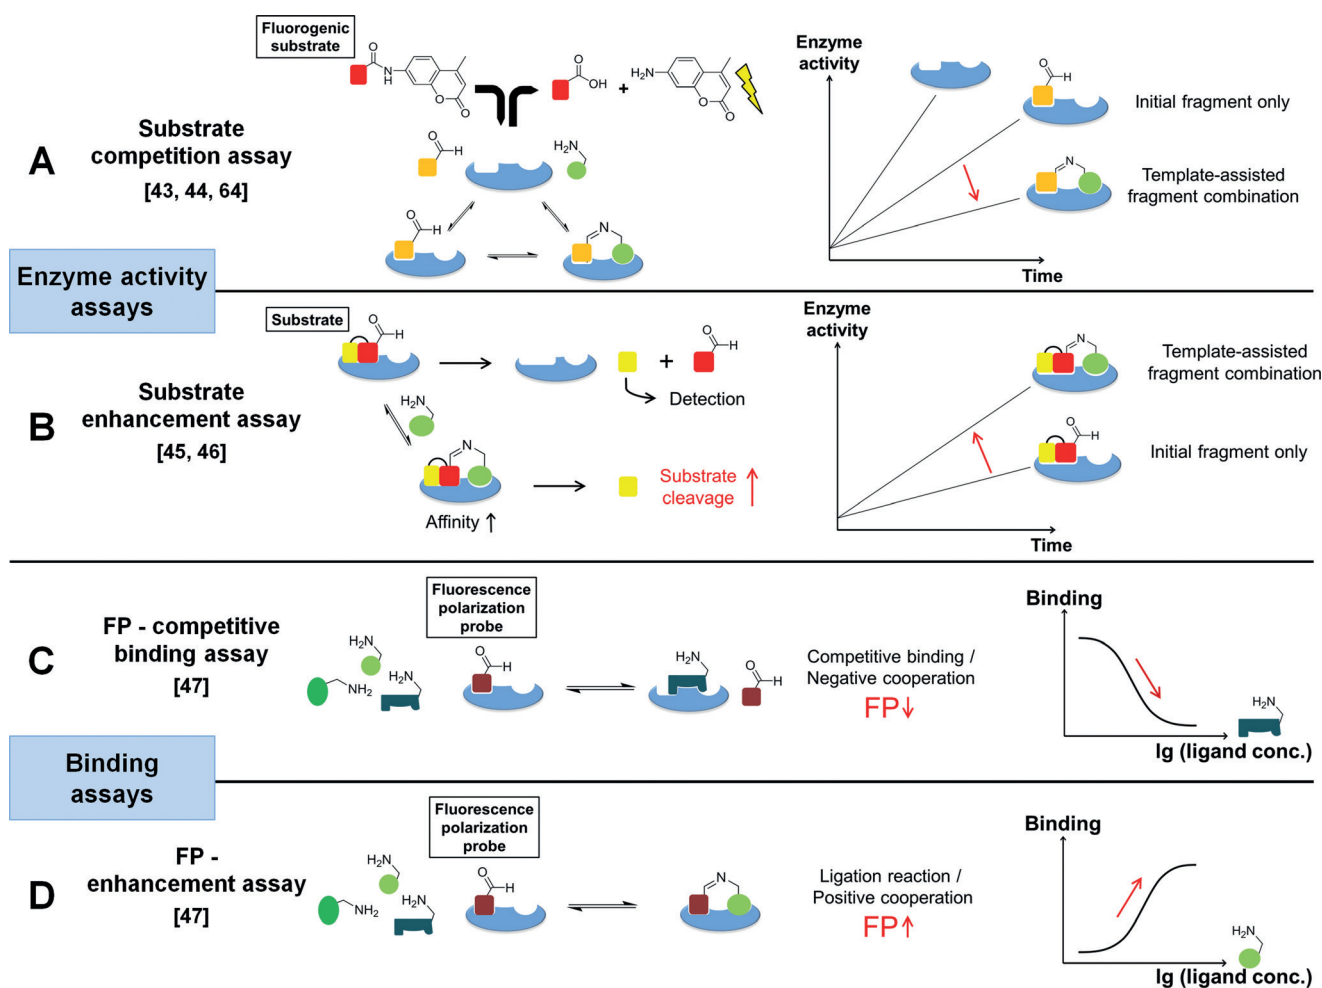 Fluorogenic
substrate
O
N
H
O
O
O
OH
+
H2N
O
O
A
Substrate
competition assay
[43, 44, 64]
O
H
H2N
O
H
N
Enzyme
activity
O
H
Initial fragment only
N
Template-assisted
fragment combination
Time
Enzyme activity
assays
B
Substrate
enhancement assay
[45, 46]
Substrate
O
H
+
O
H
Detection
H2N
N
Affinity
Substrate
cleavage
Enzyme
activity
N
Template-assisted
fragment combination
O
H
Initial fragment only
Time
C
FP - competitive
binding assay
[47]
Fluorescence
polarization
probe
H2N
NH2
H2N
O
H
H2N
O
H
Competitive binding /
Negative cooperation
FP
Binding
H2N
lg (ligand conc.)
Binding
assays
D
FP -
enhancement assay
[47]
Fluorescence
polarization
probe
H2N
NH2
H2N
O
H
N
Ligation reaction /
Positive cooperation
FP
Binding
H2N
lg (ligand conc.)